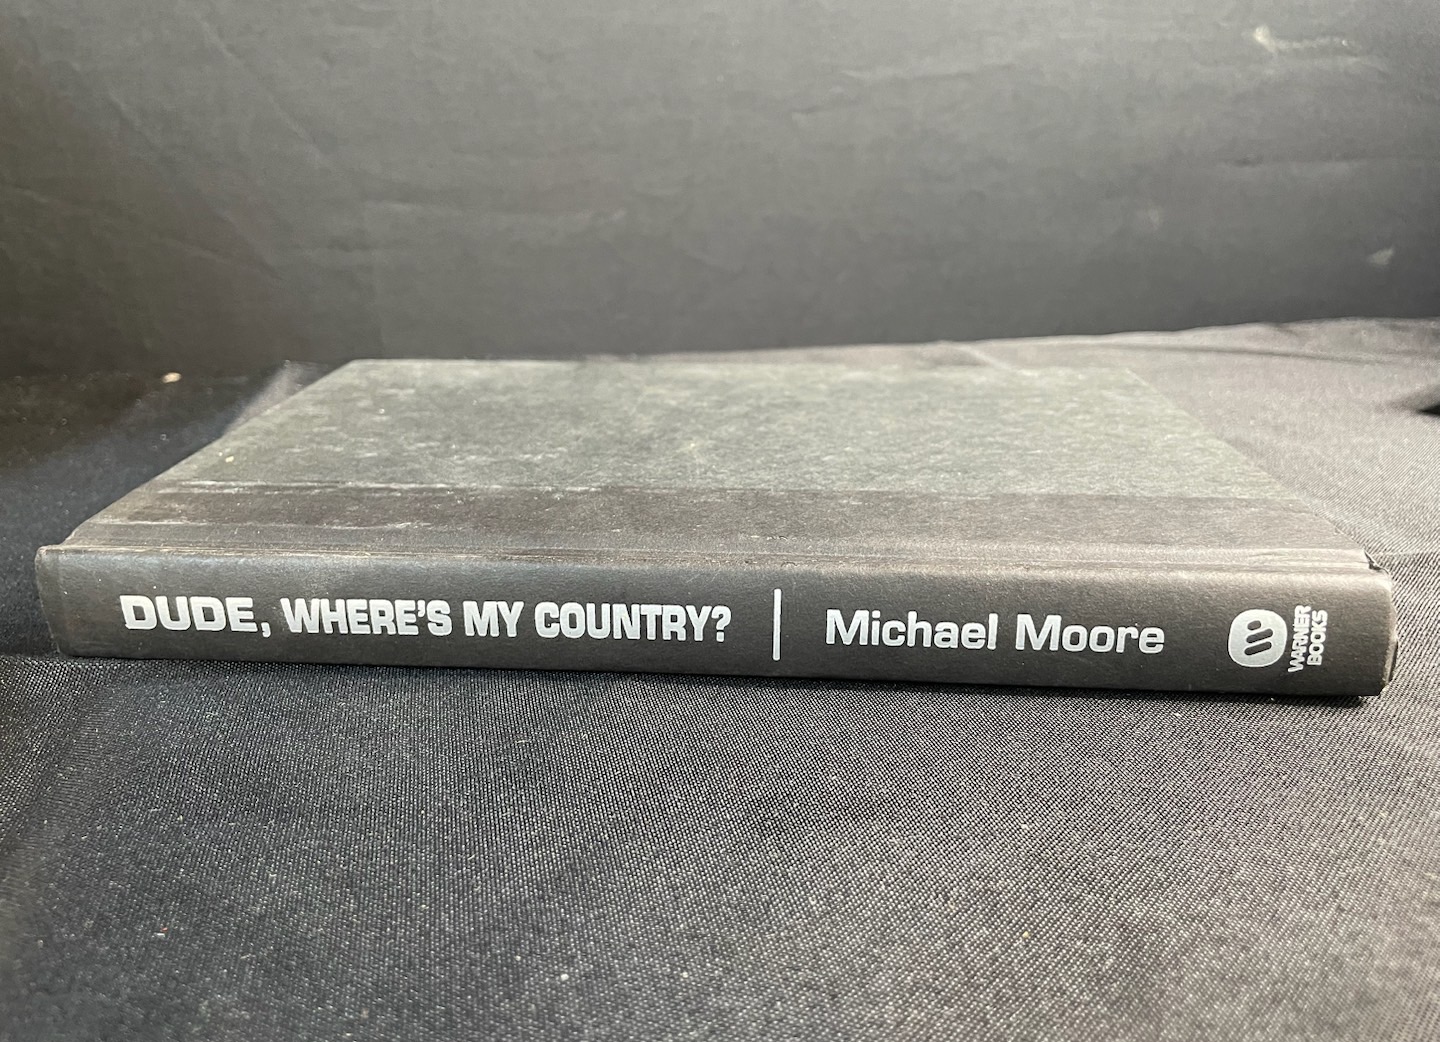 DUDE, WHERE'S MY COUNTRY? | Michael Moore
WARNER
BOOKS